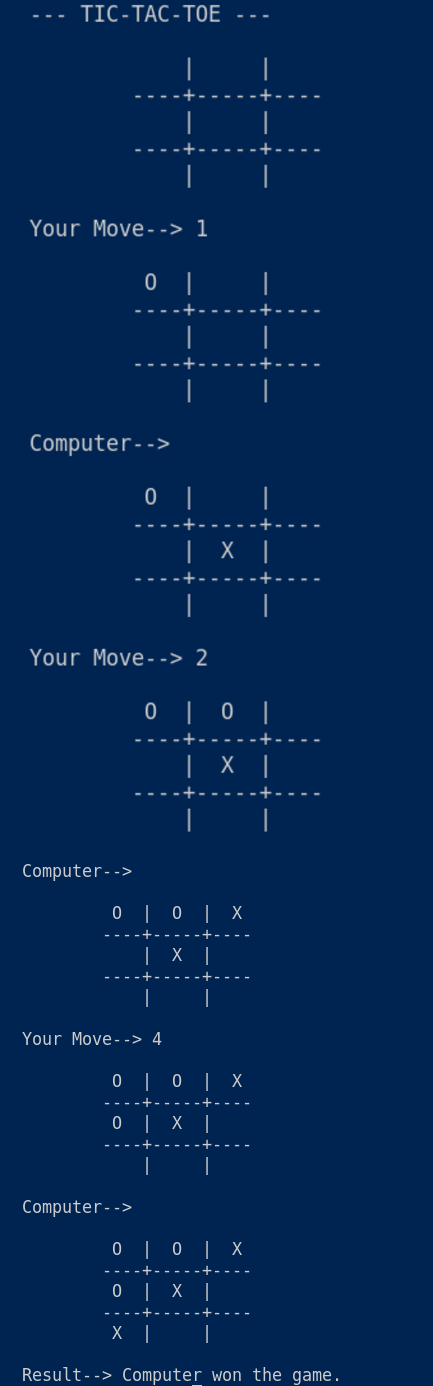 --- TIC-TAC-TOE ---
     |     |
----+-----+----
     |     |
----+-----+----
     |     |
Your Move--> 1
  O  |     |
----+-----+----
     |     |
----+-----+----
     |     |
Computer-->
  O  |     |
----+-----+----
     |  X  |
----+-----+----
     |     |
Your Move--> 2
  O  |  O  |
----+-----+----
     |  X  |
----+-----+----
     |     |
Computer-->
  O  |  O  |  X
----+-----+----
     |  X  |
----+-----+----
     |     |
Your Move--> 4
  O  |  O  |  X
----+-----+----
  O  |  X  |
----+-----+----
     |     |
Computer-->
  O  |  O  |  X
----+-----+----
  O  |  X  |
----+-----+----
  X  |     |
Result--> Computer won the game.